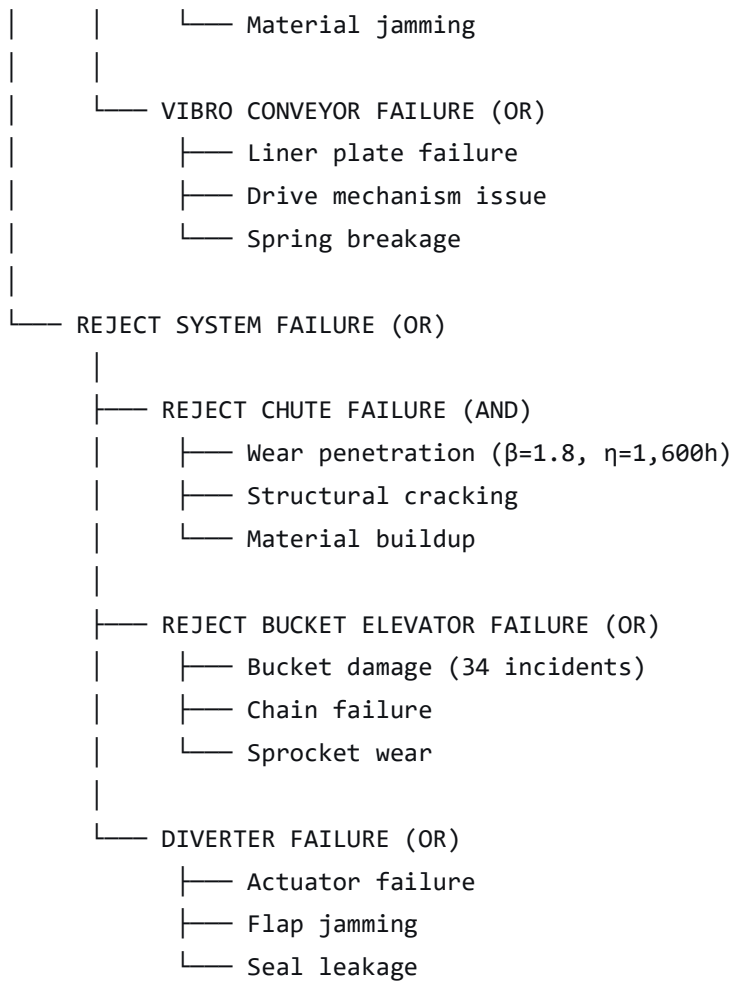 │     │     └─── Material jamming
│     │
│     └─── VIBRO CONVEYOR FAILURE (OR)
│           ├─── Liner plate failure
│           ├─── Drive mechanism issue
│           └─── Spring breakage
│
└─── REJECT SYSTEM FAILURE (OR)
      │
      ├─── REJECT CHUTE FAILURE (AND)
      │     ├─── Wear penetration (β=1.8, η=1,600h)
      │     ├─── Structural cracking
      │     └─── Material buildup
      │
      ├─── REJECT BUCKET ELEVATOR FAILURE (OR)
      │     ├─── Bucket damage (34 incidents)
      │     ├─── Chain failure
      │     └─── Sprocket wear
      │
      └─── DIVERTER FAILURE (OR)
            ├─── Actuator failure
            ├─── Flap jamming
            └─── Seal leakage